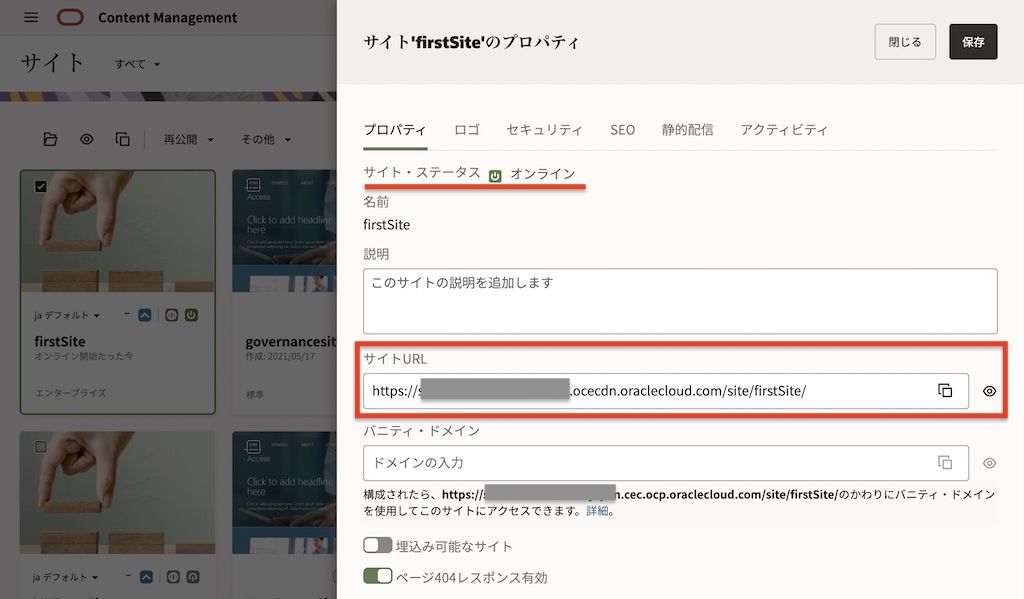 Content Management
サイト'firstSite'のプロパティ
閉じる
保存
サイト
すべて
再公開
その他
プロパティ
ロゴ
セキュリティ
SEO
静的配信
アクティビティ
サイト・ステータス
オンライン
名前
firstSite
説明
このサイトの説明を追加します
サイトURL
https://s
.ocecdn.oraclecloud.com/site/firstSite/
バニティ・ドメイン
ドメインの入力
構成されたら、https://
n.cec.ocp.oraclecloud.com/site/firstSite/のかわりにバニティ・ドメイン
を使用してこのサイトにアクセスできます。詳細。
埋込み可能なサイト
ページ404レスポンス有効
ja デフォルト
firstSite
オンライン開始たった今
エンタープライズ
Access
Click to add headline
here
governancesit
作成: 2021/05/17
標準
Access
Click to add headline
here
ja デフォルト